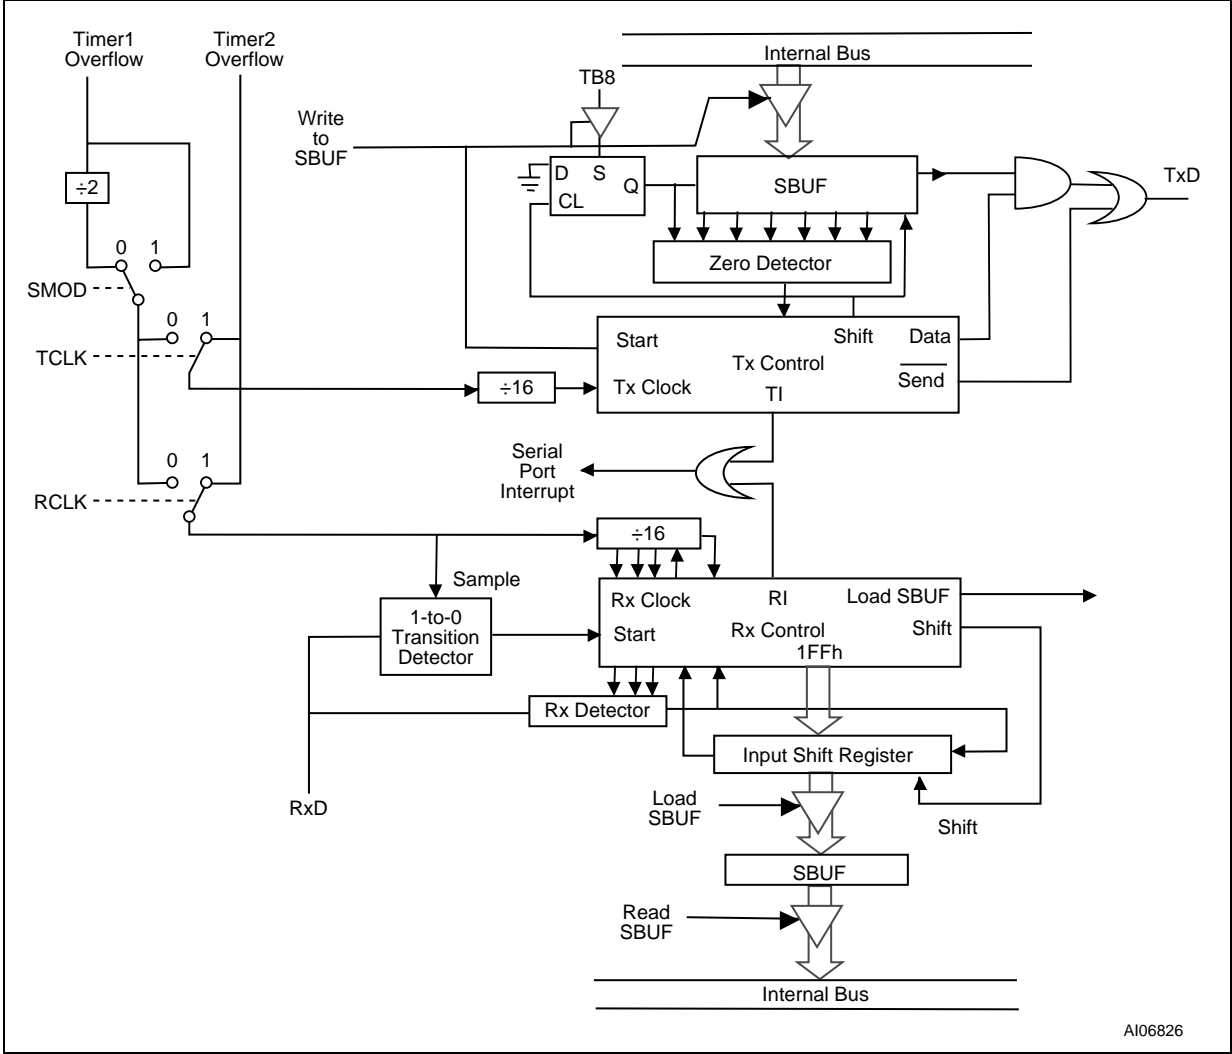 Timer1
Overflow
Timer2
Overflow
Internal Bus
TB8
Write
to
SBUF
÷2
D
S
Q
CL
SBUF
TxD
Zero Detector
0
1
SMOD
0
1
TCLK
Start
Shift
Data
Tx Control
Send
÷16
Tx Clock
TI
Serial
Port
Interrupt
0
1
RCLK
÷16
Sample
Rx Clock
RI
Load SBUF
1-to-0
Transition
Detector
Start
Rx Control
Shift
1FFh
Rx Detector
Input Shift Register
RxD
Load
SBUF
Shift
SBUF
Read
SBUF
Internal Bus
AI06826